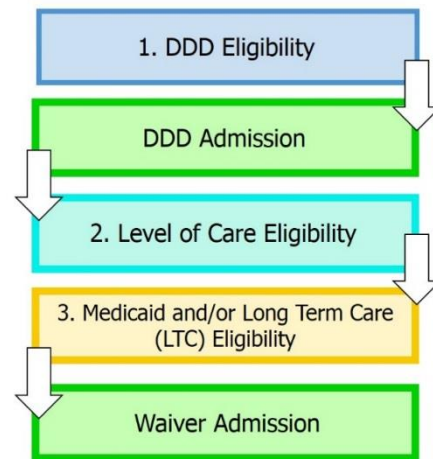 1. DDD Eligibility
DDD Admission
2. Level of Care Eligibility
3. Medicaid and/or Long Term Care
(LTC) Eligibility
Waiver Admission